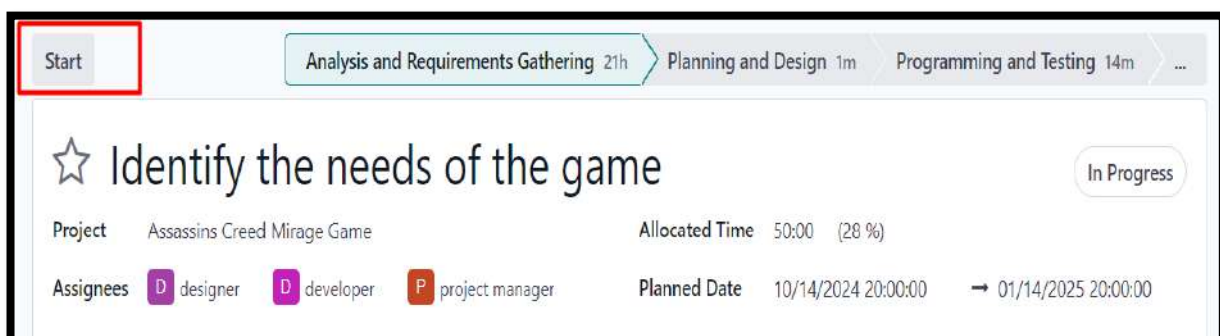 Start
Analysis and Requirements Gathering 21h
Planning and Design 1m
Programming and Testing 14m
...
Identify the needs of the game
In Progress
Project Assassins Creed Mirage Game
Allocated Time 50:00 (28 %)
Assignees D designer D developer P project manager
Planned Date 10/14/2024 20:00:00 → 01/14/2025 20:00:00